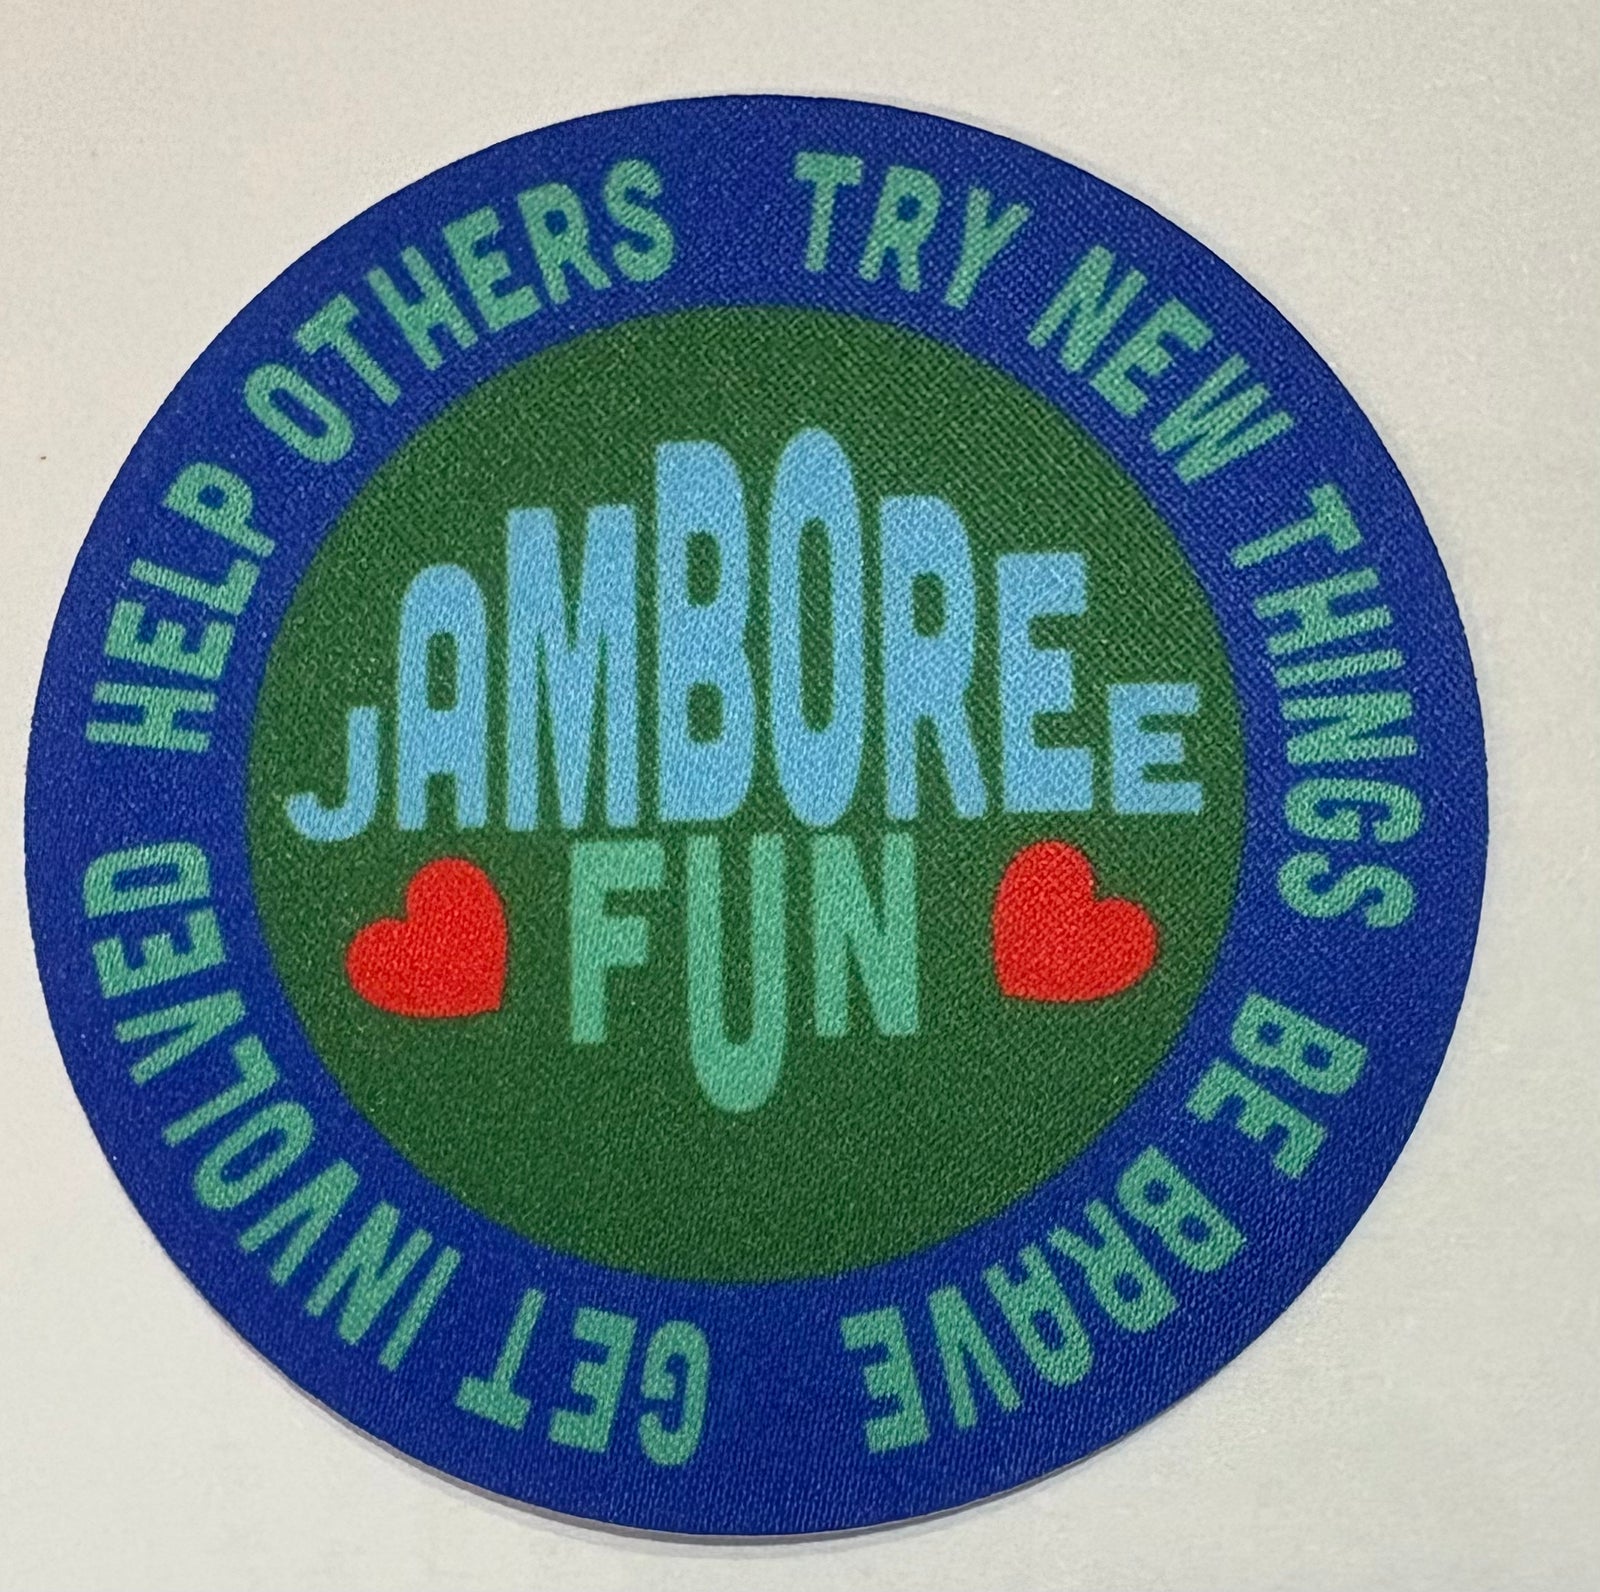 JAMBOREE
FUN
TRY NEW THINGS
BE BRAVE
GET INVOLVED
HELP OTHERS